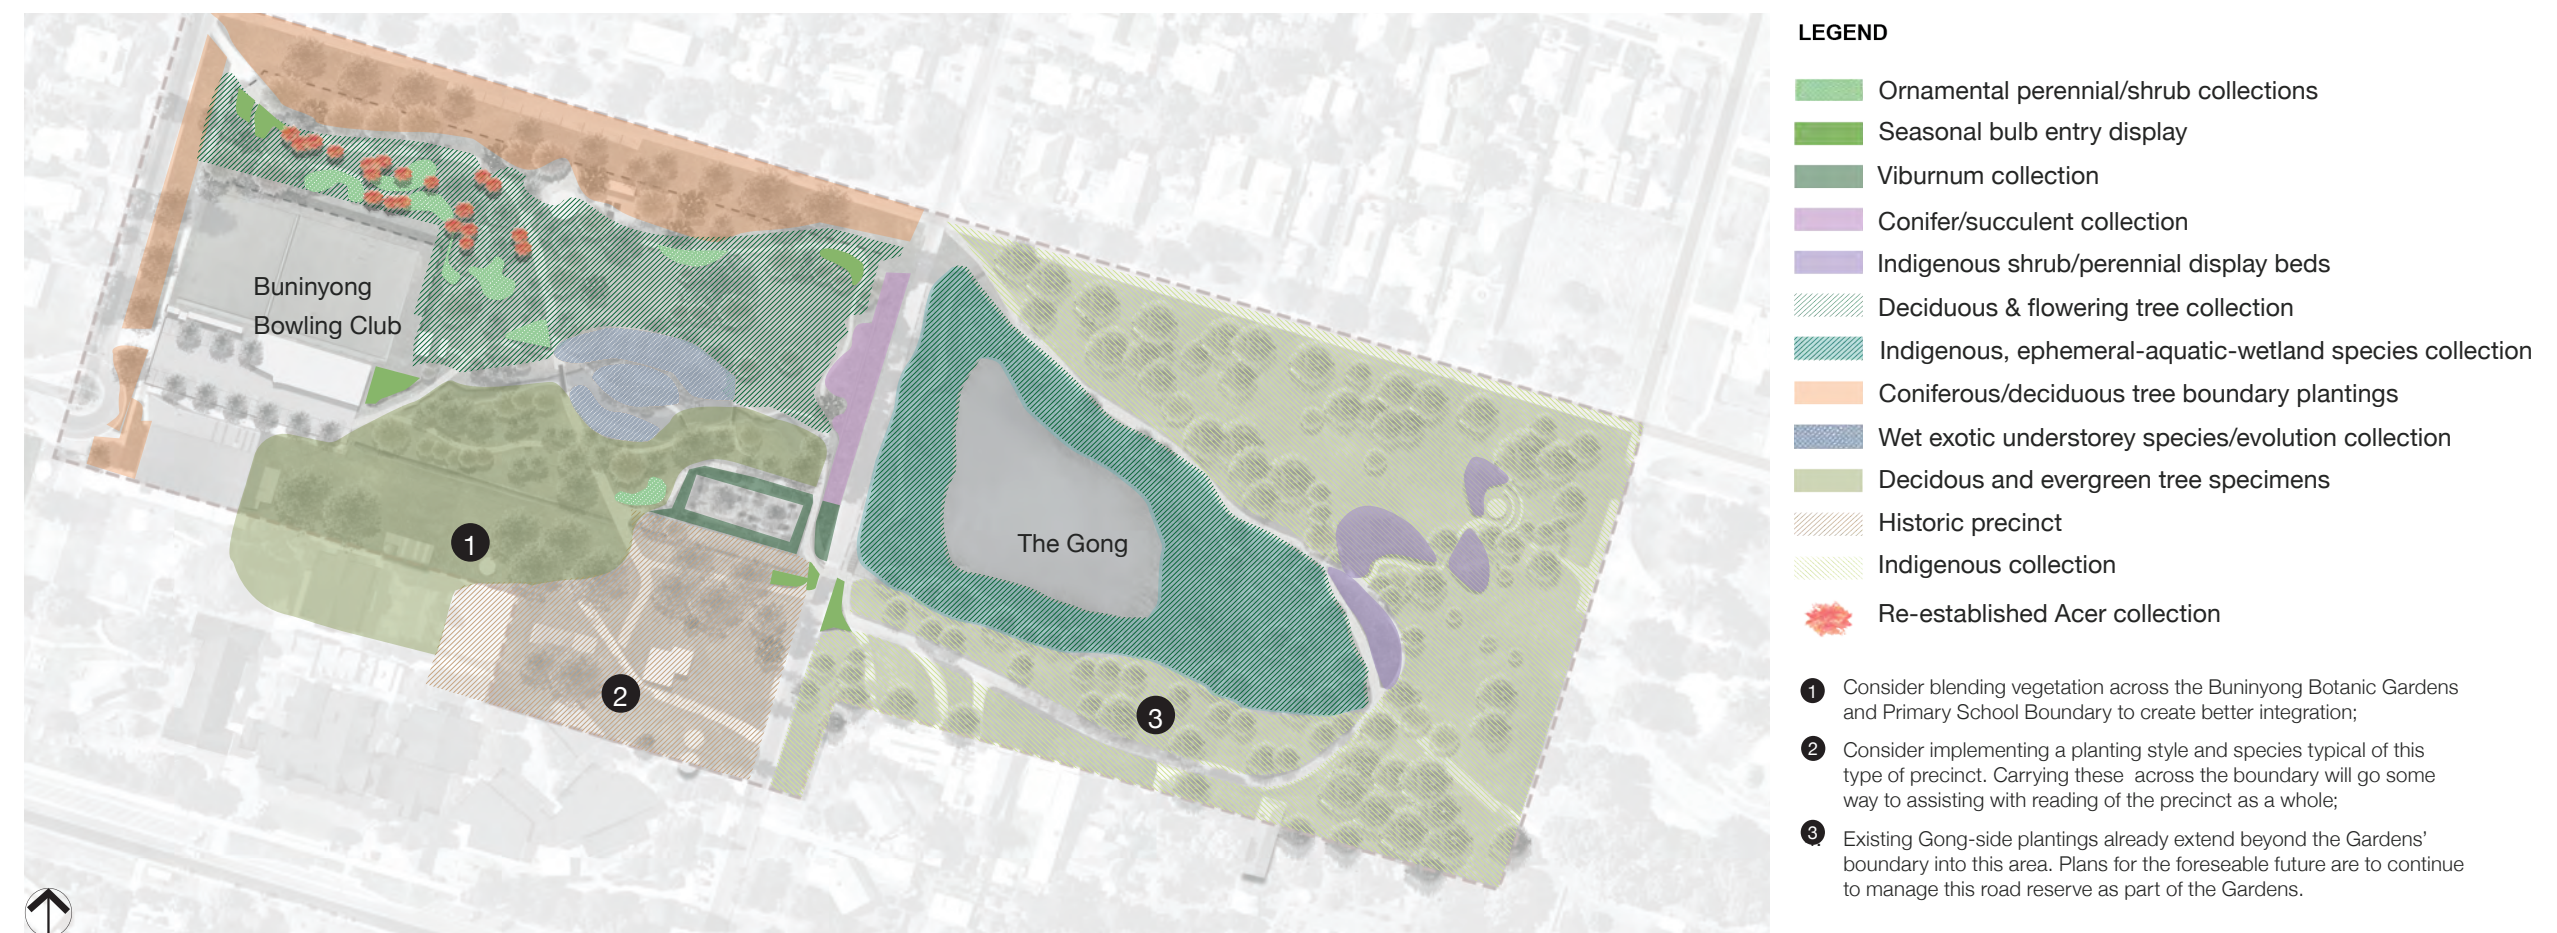 LEGEND
Ornamental perennial/shrub collections
Seasonal bulb entry display
Viburnum collection
Conifer/succulent collection
Indigenous shrub/perennial display beds
Deciduous & flowering tree collection
Indigenous, ephemeral-aquatic-wetland species collection
Coniferous/deciduous tree boundary plantings
Wet exotic understorey species/evolution collection
Decidous and evergreen tree specimens
Historic precinct
Indigenous collection
Re-established Acer collection
1 Consider blending vegetation across the Buninyong Botanic Gardens
and Primary School Boundary to create better integration;
2 Consider implementing a planting style and species typical of this
type of precinct. Carrying these across the boundary will go some
way to assisting with reading of the precinct as a whole;
3 Existing Gong-side plantings already extend beyond the Gardens’
boundary into this area. Plans for the foreseable future are to continue
to manage this road reserve as part of the Gardens.
Buninyong
Bowling Club
The Gong
1
2
3